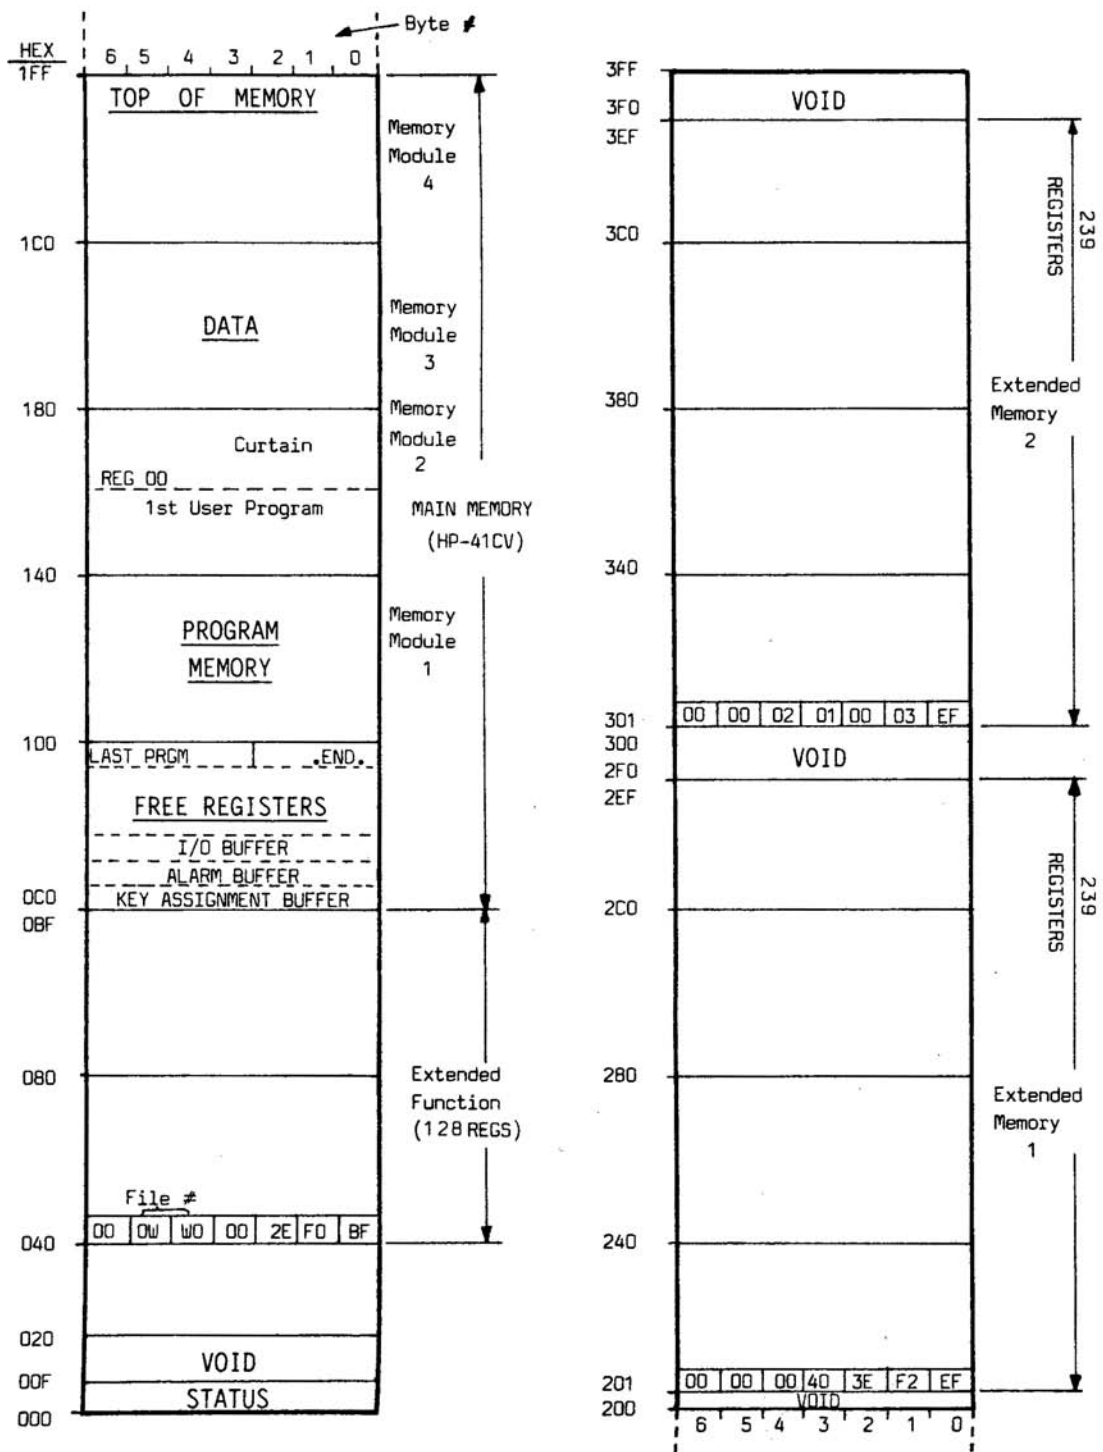 Byte #
HEX
6 5 4 3 2 1 0
1FF
TOP OF MEMORY
Memory
Module
4
1C0
DATA
Memory
Module
3
180
Memory
Module
2
Curtain
REG 00
1st User Program
MAIN MEMORY
(HP-41CV)
140
PROGRAM
MEMORY
Memory
Module
1
100
LAST PRGM .END.
FREE REGISTERS
I/O BUFFER
ALARM BUFFER
0C0
KEY ASSIGNMENT BUFFER
0BF
080
Extended
Function
(128 REGS)
File #
00 0W W0 00 2E F0 BF
040
020
VOID
00F
STATUS
000
3FF
VOID
3F0
3EF
239
REGISTERS
3C0
380
Extended
Memory
2
340
301
00 00 02 01 00 03 EF
300
VOID
2F0
2EF
239
REGISTERS
2C0
280
Extended
Memory
1
240
201
00 00 00 40 3E F2 EF
VOID
200
6 5 4 3 2 1 0